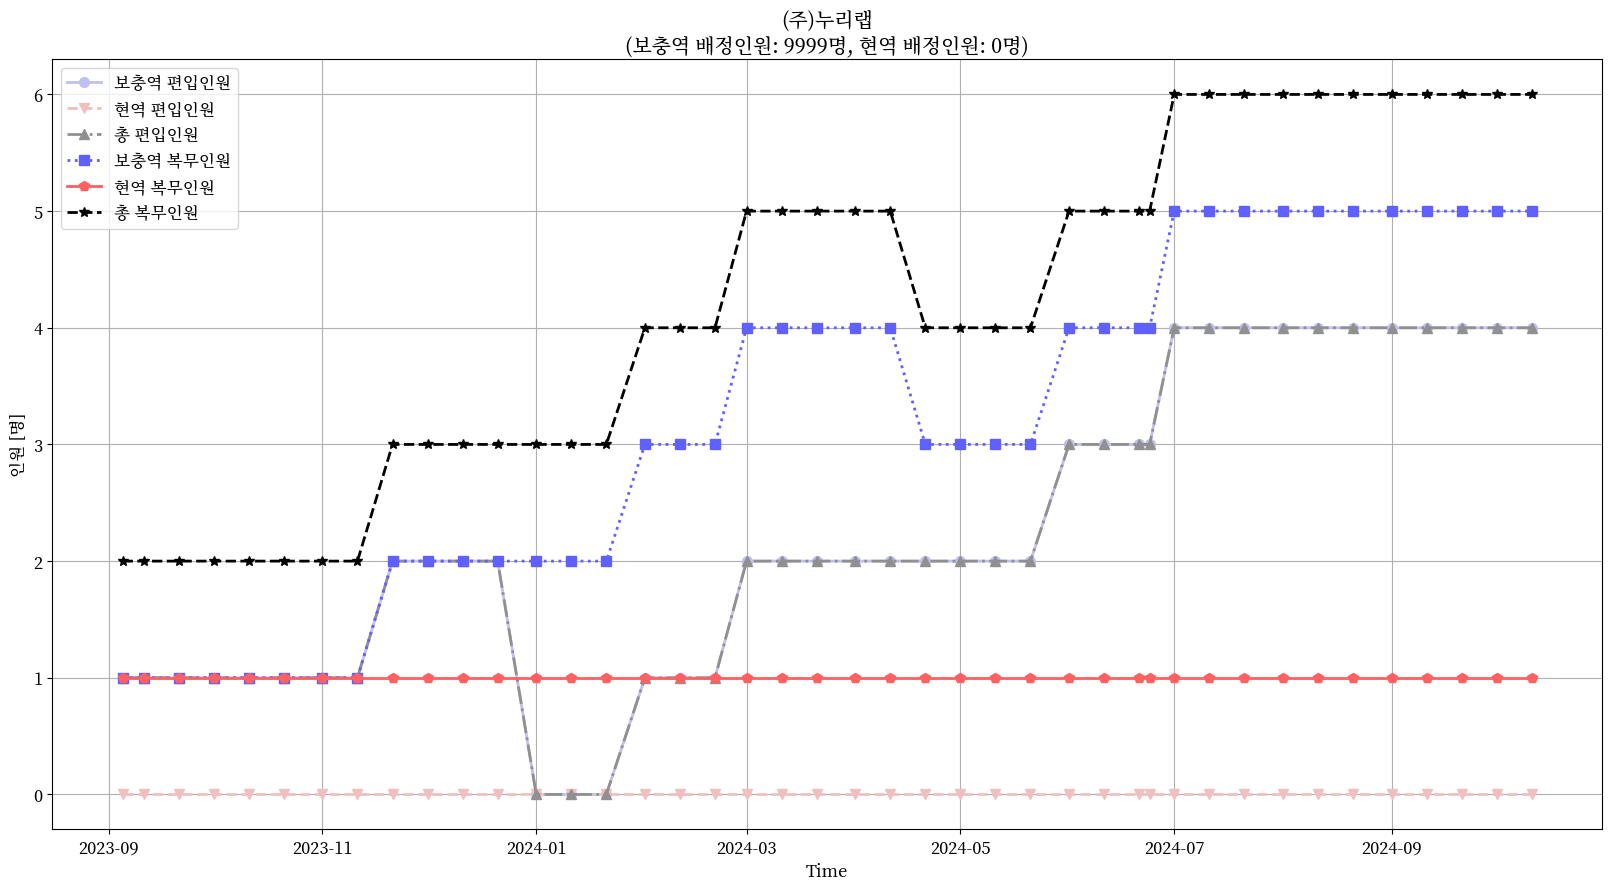 (주)누리랩
(보충역 배정인원: 9999명, 현역 배정인원: 0명)
보충역 편입인원
현역 편입인원
총 편입인원
보충역 복무인원
현역 복무인원
총 복무인원
인원 [명]
6
5
4
3
2
1
0
2023-09
2023-11
2024-01
2024-03
2024-05
2024-07
2024-09
Time